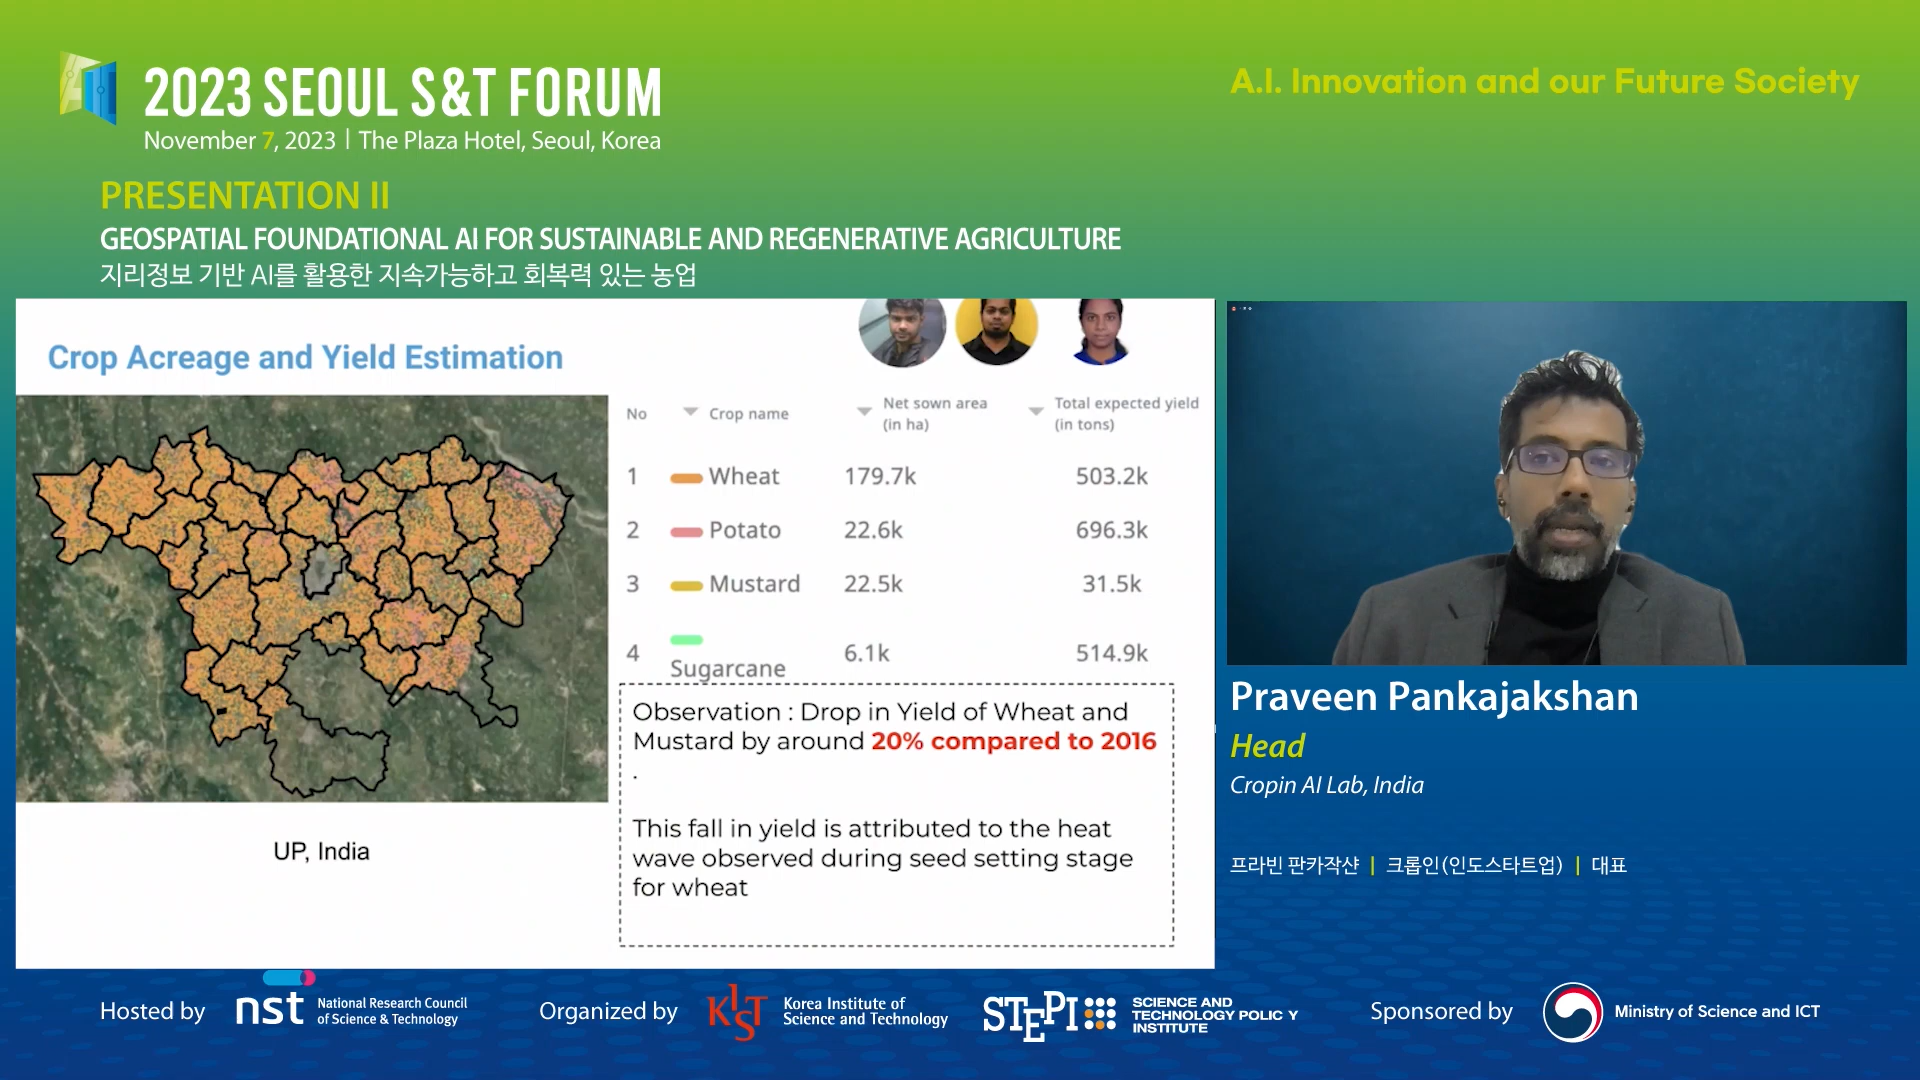 2023 SEOUL S&T FORUM
November 7, 2023 | The Plaza Hotel, Seoul, Korea
A.I. Innovation and our Future Society
PRESENTATION II
GEOSPATIAL FOUNDATIONAL AI FOR SUSTAINABLE AND REGENERATIVE AGRICULTURE
지리정보 기반 AI를 활용한 지속가능하고 회복력 있는 농업
Crop Acreage and Yield Estimation
No Crop name Net sown area (in ha) Total expected yield (in tons)
1 Wheat 179.7k 503.2k
2 Potato 22.6k 696.3k
3 Mustard 22.5k 31.5k
4 Sugarcane 6.1k 514.9k
Observation : Drop in Yield of Wheat and
Mustard by around 20% compared to 2016
.
This fall in yield is attributed to the heat
wave observed during seed setting stage
for wheat
UP, India
Praveen Pankajakshan
Head
Cropin AI Lab, India
프라빈 판카작샨 | 크롭인(인도스타트업) | 대표
Hosted by
nst
National Research Council
of Science & Technology
Organized by
KIST
Korea Institute of
Science and Technology
STEPI
SCIENCE AND
TECHNOLOGY POLIC Y
INSTITUTE
Sponsored by
Ministry of Science and ICT